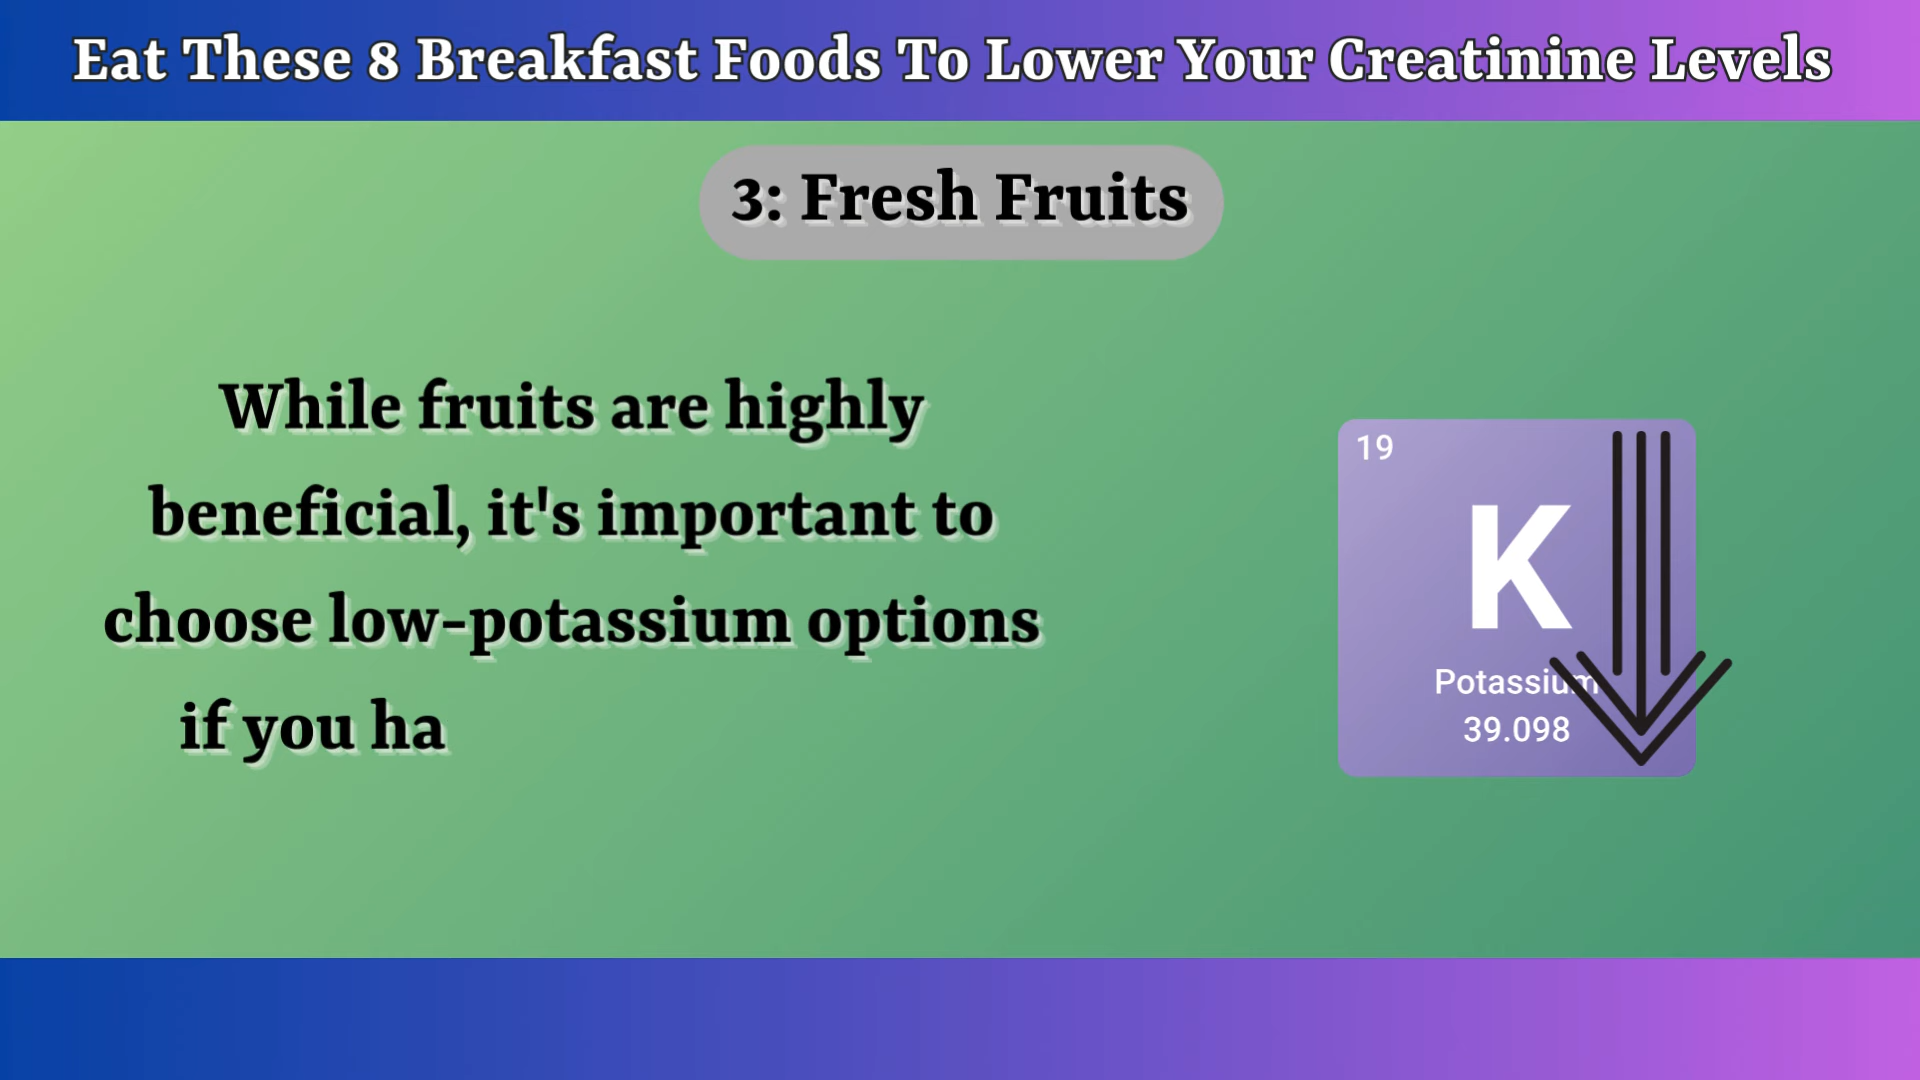 Eat These 8 Breakfast Foods To Lower Your Creatinine Levels
3: Fresh Fruits
While fruits are highly
beneficial, it's important to
choose low-potassium options
if you ha
19
K
Potassium
39.098